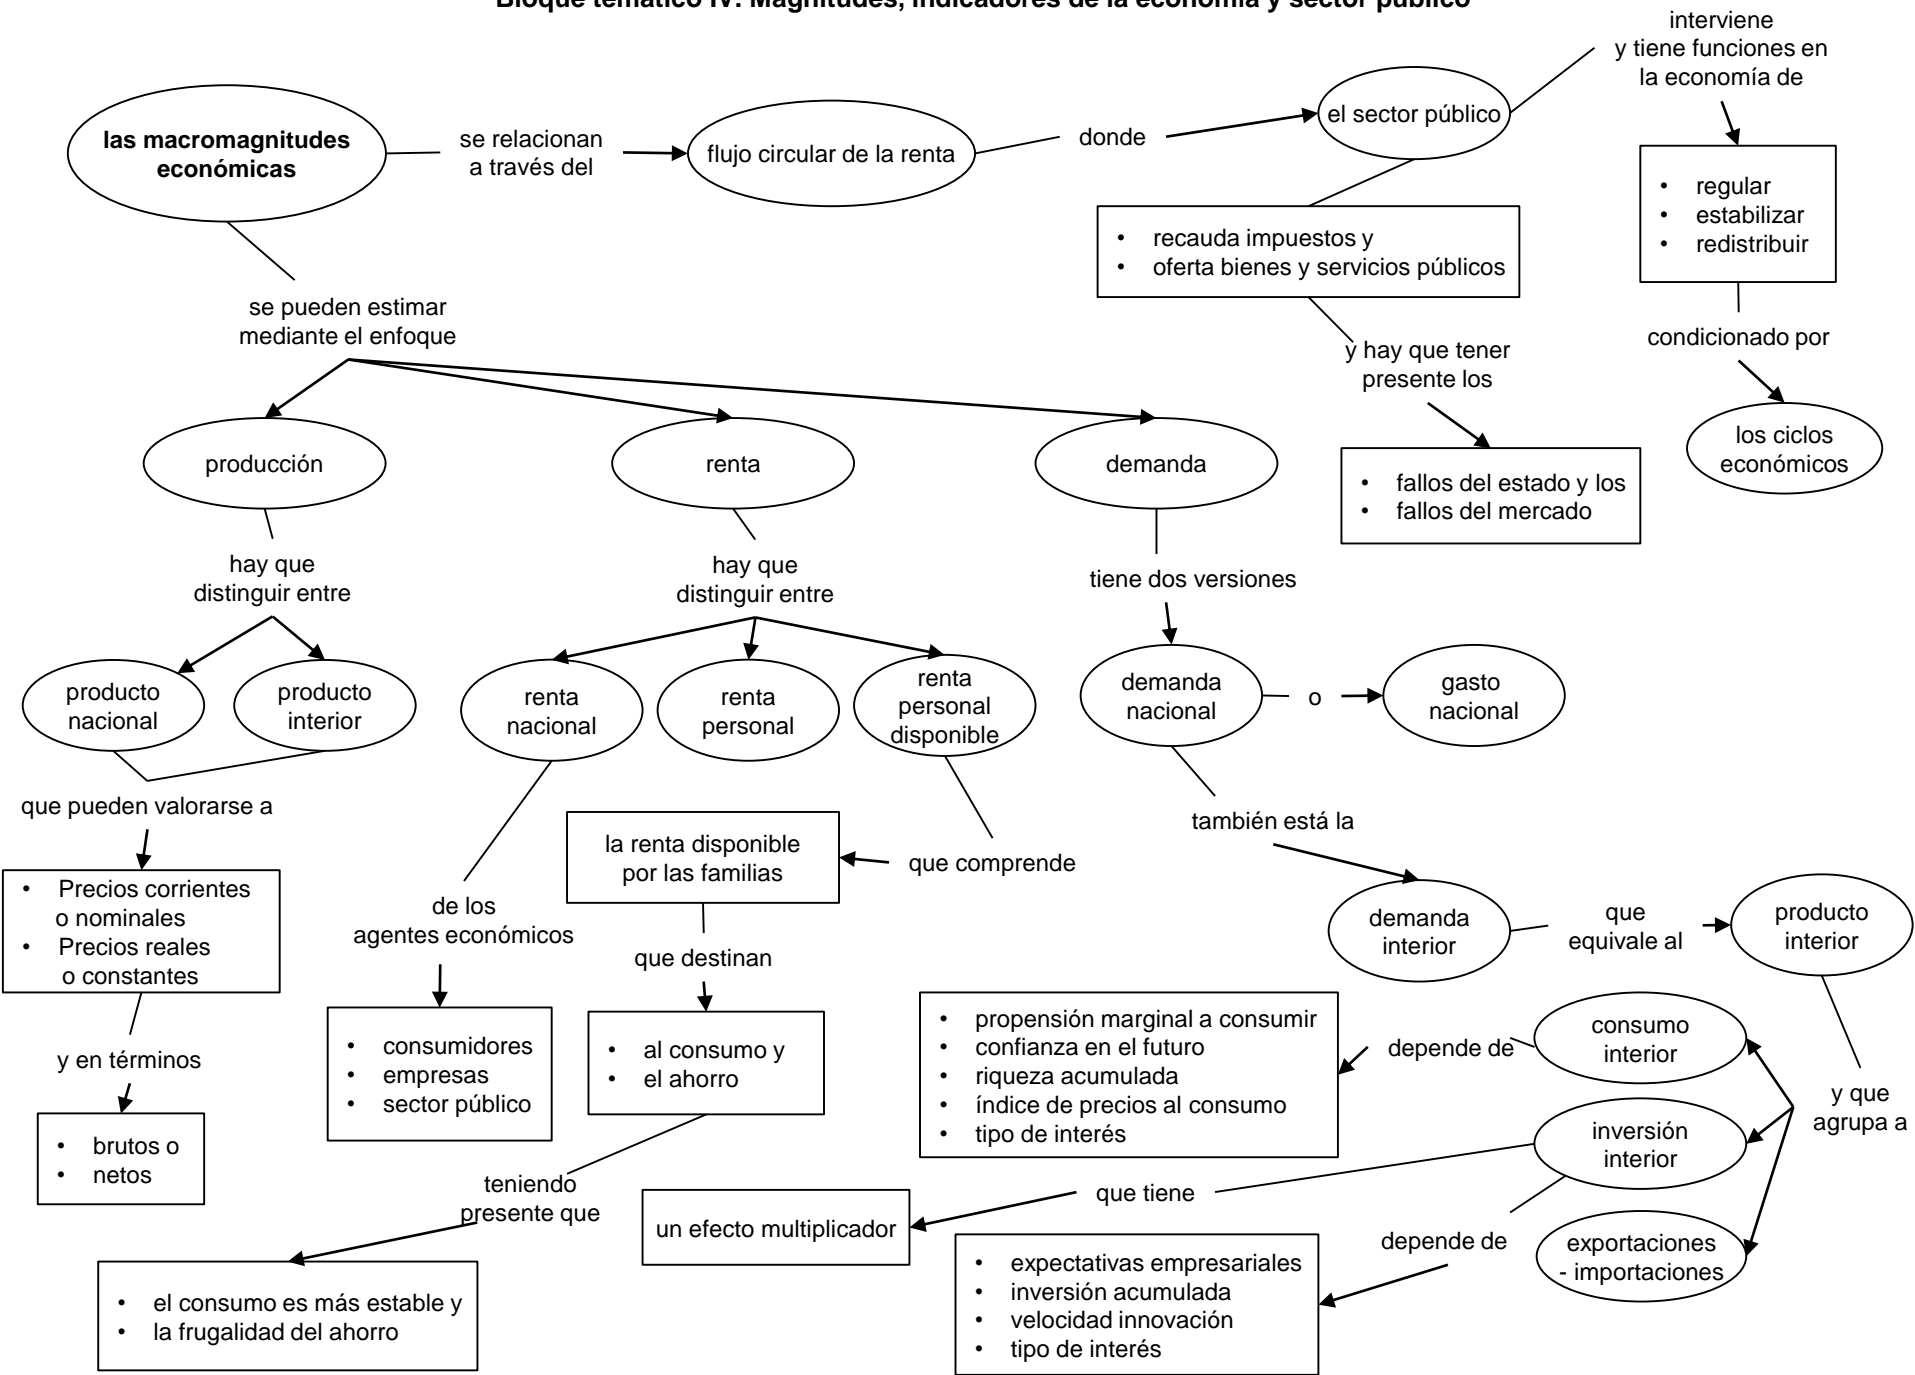 Bloque temático IV: Magnitudes, indicadores de la economía y sector público
interviene
y tiene funciones en
la economía de
las macromagnitudes
económicas
se relacionan
a través del
flujo circular de la renta
donde
el sector público
• regular
• estabilizar
• redistribuir
• recauda impuestos y
• oferta bienes y servicios públicos
se pueden estimar
mediante el enfoque
y hay que tener
presente los
condicionado por
producción
renta
demanda
• fallos del estado y los
• fallos del mercado
los ciclos
económicos
hay que
distinguir entre
hay que
distinguir entre
tiene dos versiones
producto
nacional
producto
interior
renta
nacional
renta
personal
renta
personal
disponible
demanda
nacional
o
gasto
nacional
que pueden valorarse a
la renta disponible
por las familias
que comprende
también está la
• Precios corrientes
o nominales
• Precios reales
o constantes
de los
agentes económicos
que destinan
demanda
interior
que
equivale al
producto
interior
y en términos
• consumidores
• empresas
• sector público
• al consumo y
• el ahorro
• propensión marginal a consumir
• confianza en el futuro
• riqueza acumulada
• índice de precios al consumo
• tipo de interés
depende de
consumo
interior
y que
agrupa a
• brutos o
• netos
inversión
interior
teniendo
presente que
un efecto multiplicador
que tiene
depende de
exportaciones
- importaciones
• el consumo es más estable y
• la frugalidad del ahorro
• expectativas empresariales
• inversión acumulada
• velocidad innovación
• tipo de interés